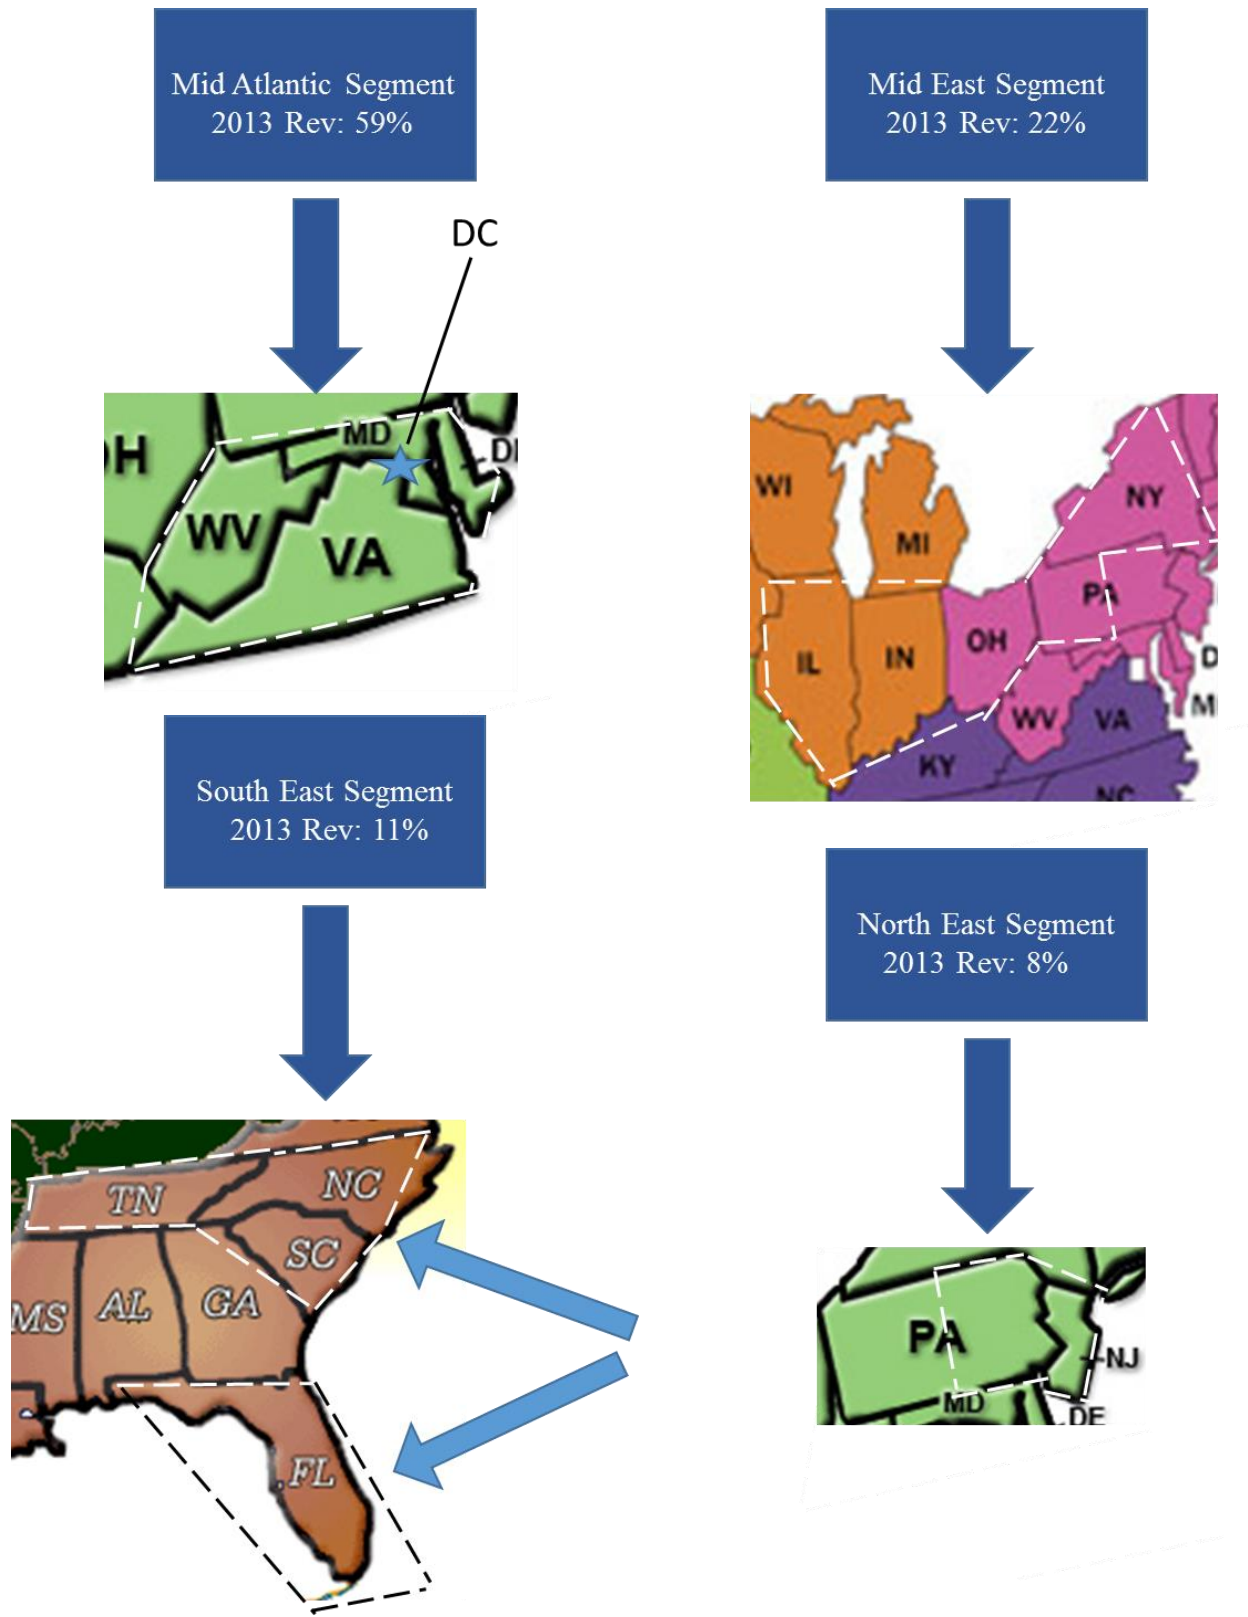 Mid Atlantic Segment
2013 Rev: 59%
DC
MD
WV
VA
Mid East Segment
2013 Rev: 22%
WI
MI
NY
PA
IL
IN
OH
WV
VA
KY
NC
D
M
South East Segment
2013 Rev: 11%
TN
NC
SC
MS
AL
GA
FL
North East Segment
2013 Rev: 8%
PA
NJ
MD
DE